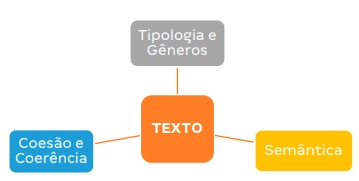 Tipologia e
Gêneros
TEXTO
Coesão e
Coerência
Semântica